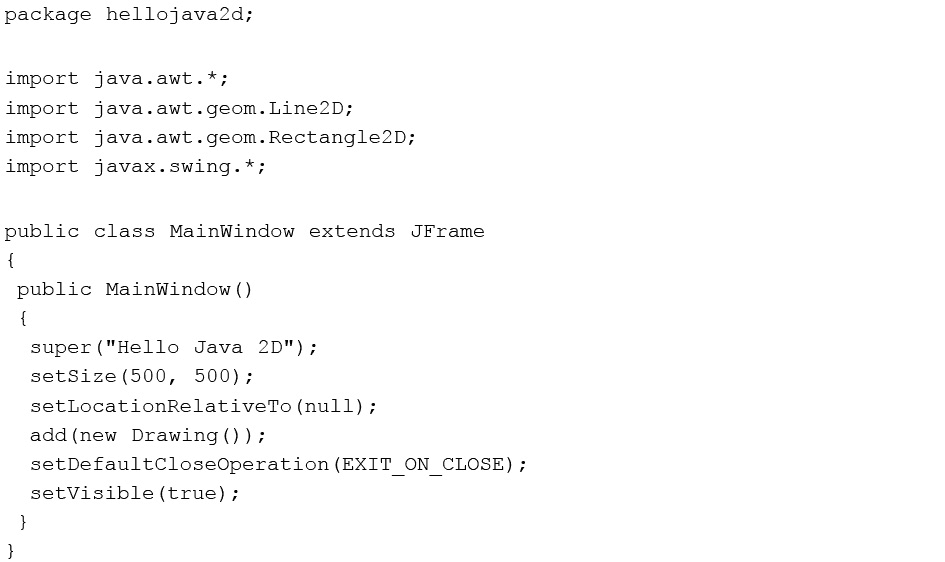 package hellojava2d;

import java.awt.*;
import java.awt.geom.Line2D;
import java.awt.geom.Rectangle2D;
import javax.swing.*;

public class MainWindow extends JFrame
{
 public MainWindow()
 {
  super("Hello Java 2D");
  setSize(500, 500);
  setLocationRelativeTo(null);
  add(new Drawing());
  setDefaultCloseOperation(EXIT_ON_CLOSE);
  setVisible(true);
 }
}